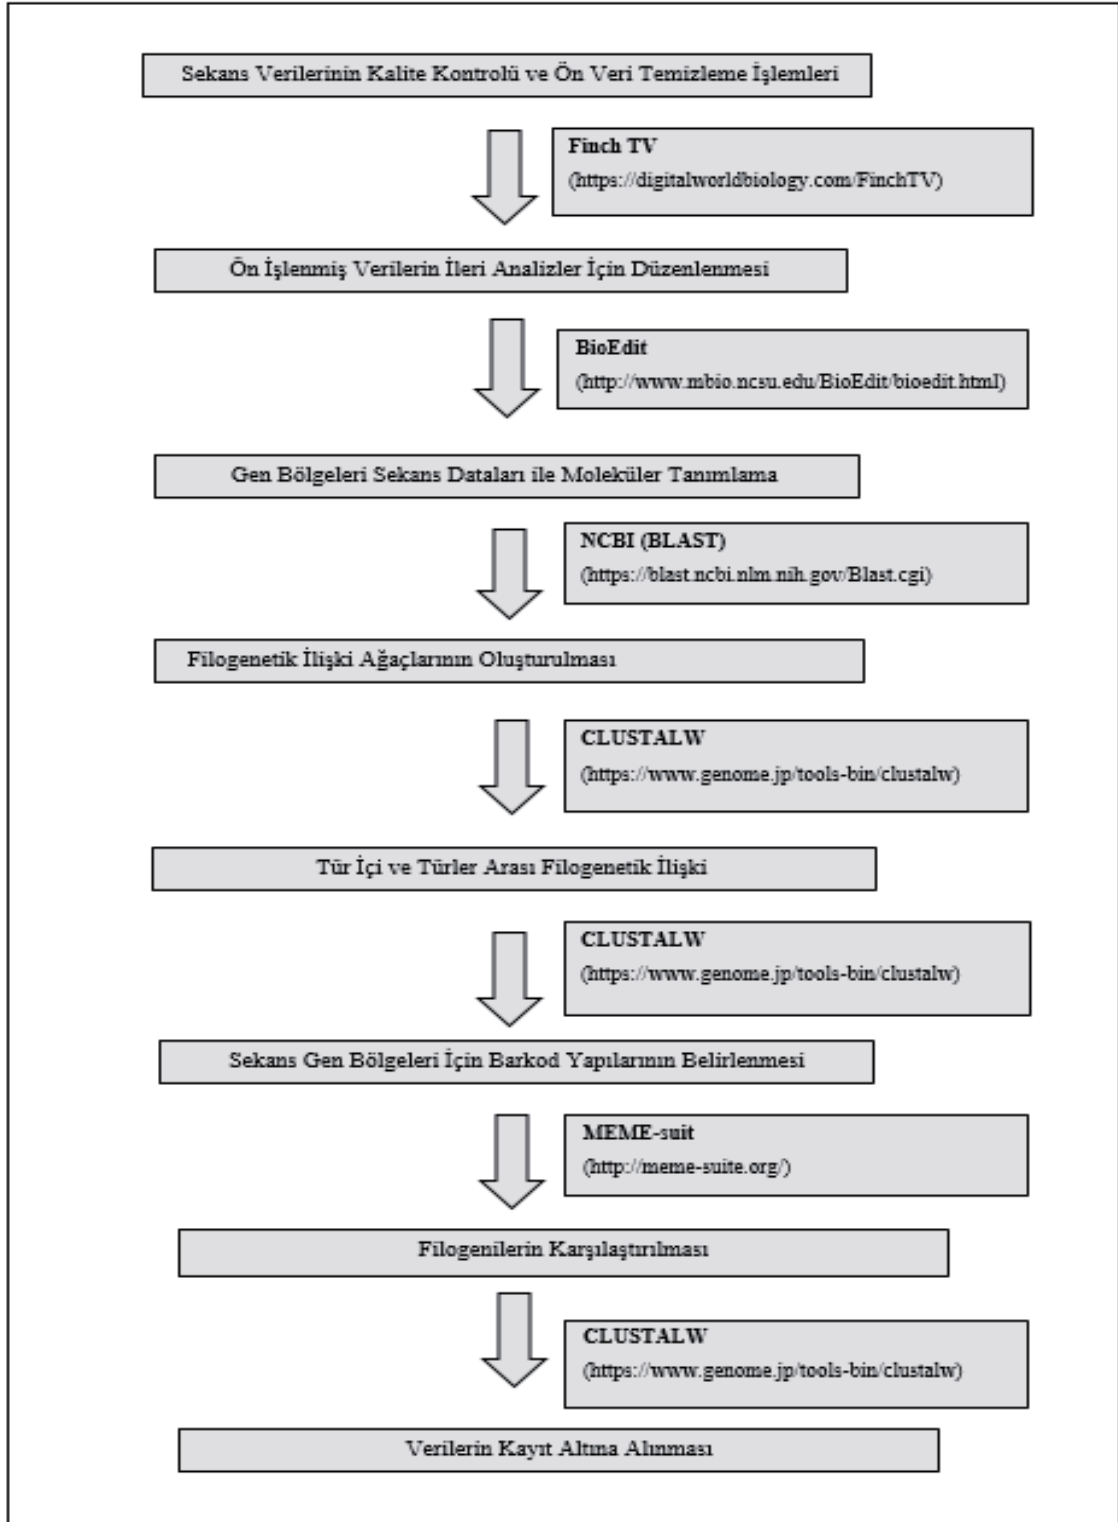 Sekans Verilerinin Kalite Kontrolü ve Ön Veri Temizleme İşlemleri
Finch TV
(https://digitalworldbiology.com/FinchTV)
Ön İşlenmiş Verilerin İleri Analizler İçin Düzenlenmesi
BioEdit
(http://www.mbio.ncsu.edu/BioEdit/bioedit.html)
Gen Bölgeleri Sekans Dataları ile Moleküler Tanımlama
NCBI (BLAST)
(https://blast.ncbi.nlm.nih.gov/Blast.cgi)
Filogenetik İlişki Ağaçlarının Oluşturulması
CLUSTALW
(https://www.genome.jp/tools-bin/clustalw)
Tür İçi ve Türler Arası Filogenetik İlişki
CLUSTALW
(https://www.genome.jp/tools-bin/clustalw)
Sekans Gen Bölgeleri İçin Barkod Yapılarının Belirlenmesi
MEME-suit
(http://meme-suite.org/)
Filogenilerin Karşılaştırılması
CLUSTALW
(https://www.genome.jp/tools-bin/clustalw)
Verilerin Kayıt Altına Alınması